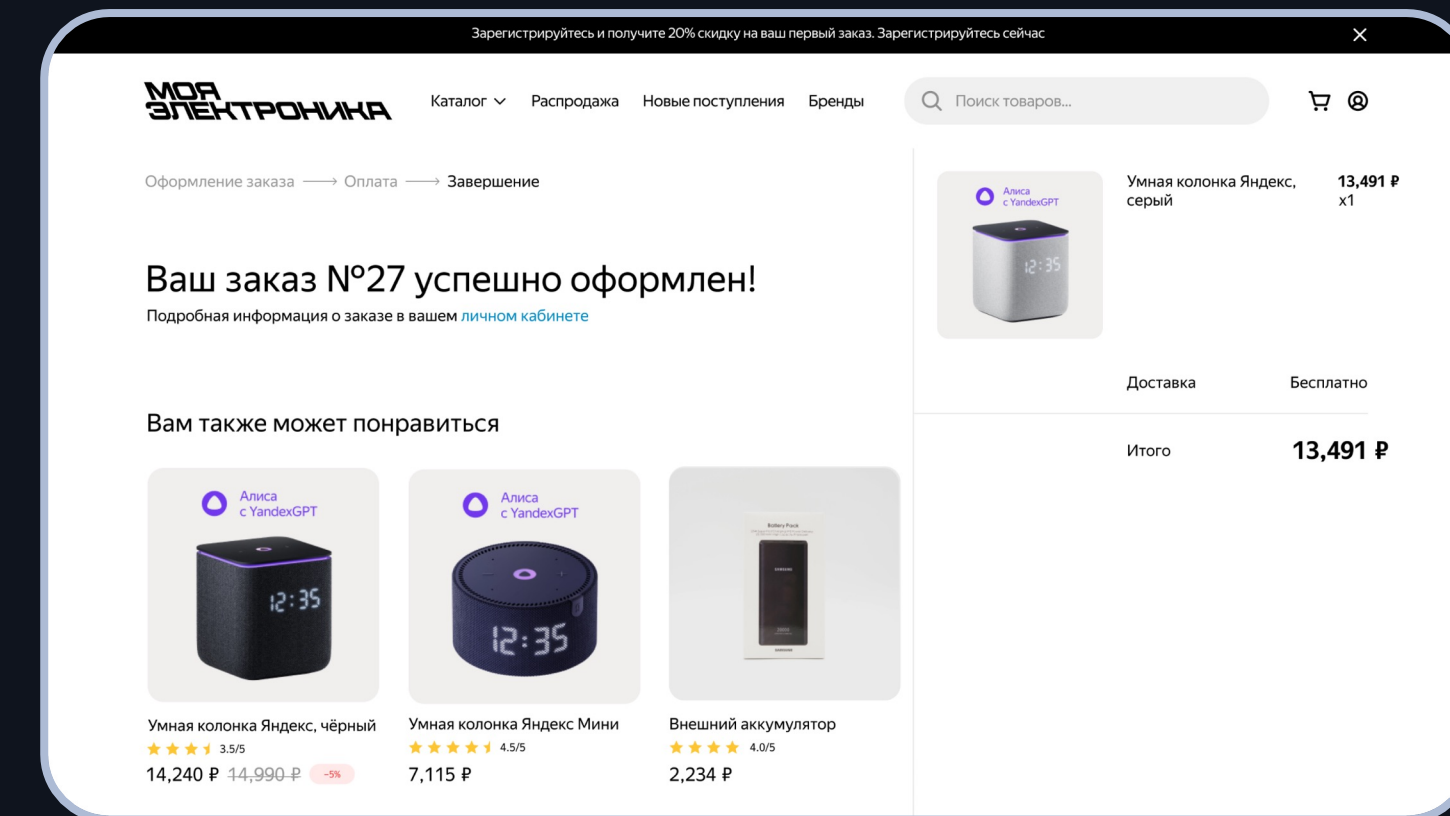 Зарегистрируйтесь и получите 20% скидку на ваш первый заказ. Зарегистрируйтесь сейчас
МОЯ
ЭЛЕКТРОНИКА
Каталог
Распродажа
Новые поступления
Бренды
Поиск товаров...
Оформление заказа
Оплата
Завершение
Ваш заказ №27 успешно оформлен!
Подробная информация о заказе в вашем личном кабинете
Алиса
с YandexGPT
12:35
Умная колонка Яндекс,
серый
13,491 ₽
x1
Доставка
Бесплатно
Итого
13,491 ₽
Вам также может понравиться
Алиса
с YandexGPT
12:35
Умная колонка Яндекс, чёрный
3.5/5
14,240 ₽ 14,990 ₽ -5%
Алиса
с YandexGPT
12:35
Умная колонка Яндекс Мини
4.5/5
7,115 ₽
Battery Pack
SAMSUNG
SAMSUNG
Внешний аккумулятор
4.0/5
2,234 ₽